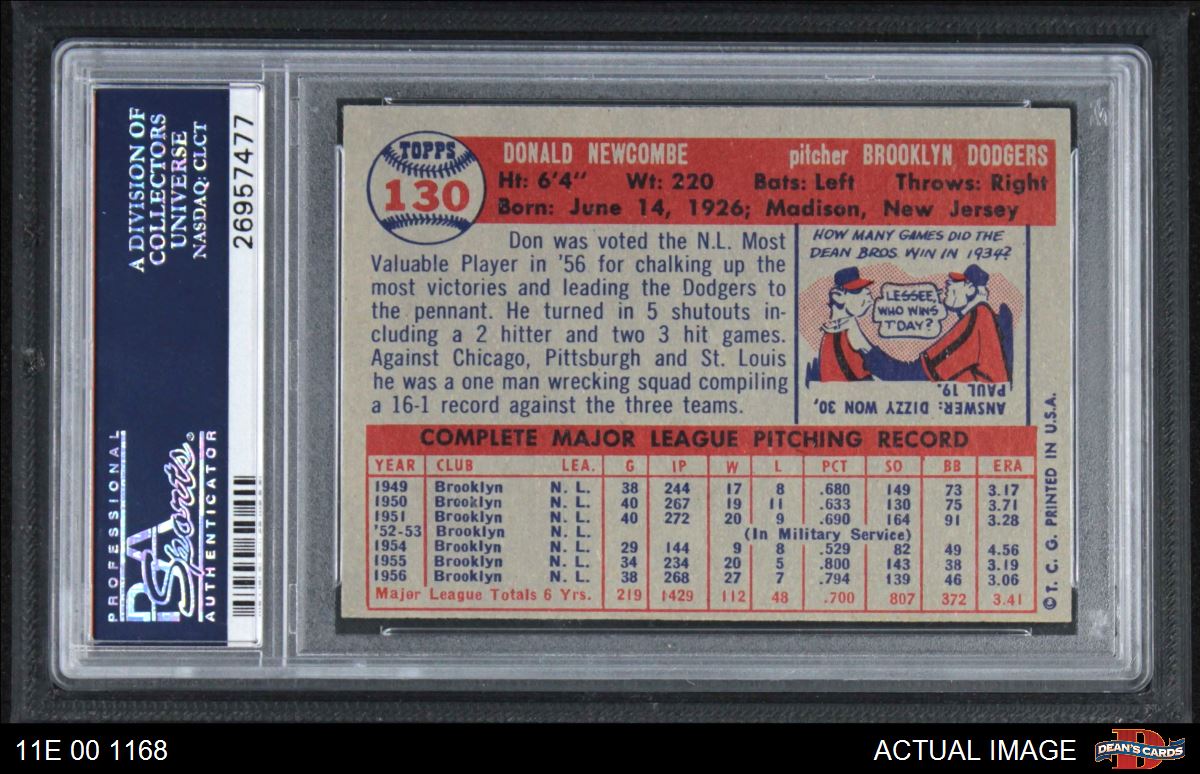 A DIVISION OF
COLLECTORS
UNIVERSE
NASDAQ: CLCT
26957477
PROFESSIONAL
PSA
Sports
AUTHENTICATOR
TOPPS
130
DONALD NEWCOMBE pitcher BROOKLYN DODGERS
Ht: 6'4" Wt: 220 Bats: Left Throws: Right
Born: June 14, 1926; Madison, New Jersey
Don was voted the N.L. Most
Valuable Player in '56 for chalking up the
most victories and leading the Dodgers to
the pennant. He turned in 5 shutouts in-
cluding a 2 hitter and two 3 hit games.
Against Chicago, Pittsburgh and St. Louis
he was a one man wrecking squad compiling
a 16-1 record against the three teams.
HOW MANY GAMES DID THE
DEAN BROS. WIN IN 1934?
LESSEE,
WHO WINS
T'DAY?
ANSWER: DIZZY WON 30,
PAUL 19.
COMPLETE MAJOR LEAGUE PITCHING RECORD
YEAR CLUB LEA. G IP W L PCT SO BB ERA
1949 Brooklyn N. L. 38 244 17 8 .680 149 73 3.17
1950 Brooklyn N. L. 40 267 19 11 .633 130 75 3.71
1951 Brooklyn N. L. 40 272 20 9 .690 164 91 3.28
'52-53 Brooklyn N. L. (In Military Service)
1954 Brooklyn N. L. 29 144 9 8 .529 82 49 4.56
1955 Brooklyn N. L. 34 234 20 5 .800 143 38 3.19
1956 Brooklyn N. L. 38 268 27 7 .794 139 46 3.06
Major League Totals 6 Yrs. 219 1429 112 48 .700 807 372 3.41
© T. C. G. PRINTED IN U.S.A.
11E 00 1168
ACTUAL IMAGE
D
DEAN'S CARDS